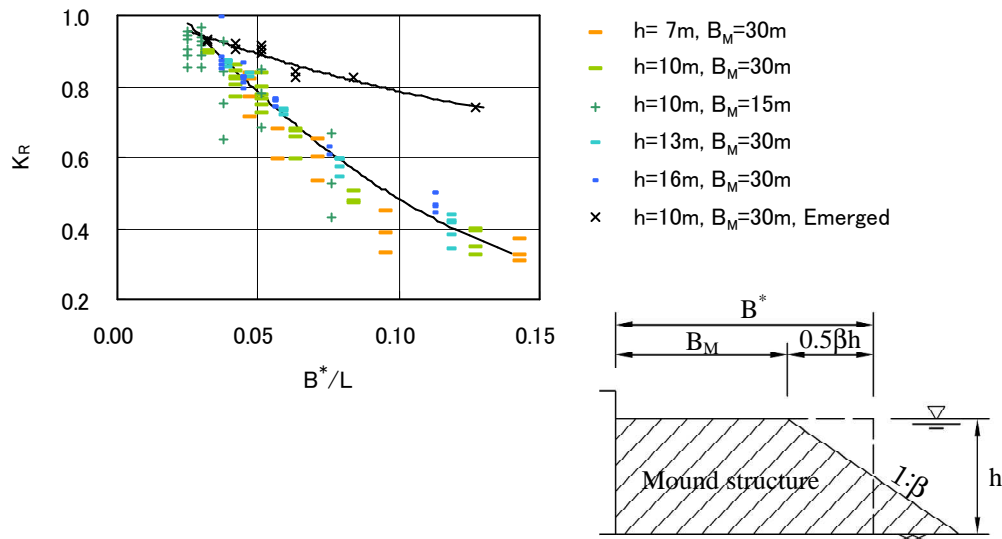 1.0
0.8
0.6
0.4
0.2
K_R
0.00
0.05
0.10
0.15
B*/L
h= 7m, B_M=30m
h=10m, B_M=30m
h=10m, B_M=15m
h=13m, B_M=30m
h=16m, B_M=30m
h=10m, B_M=30m, Emerged
B*
B_M
0.5βh
Mound structure
1:β
h